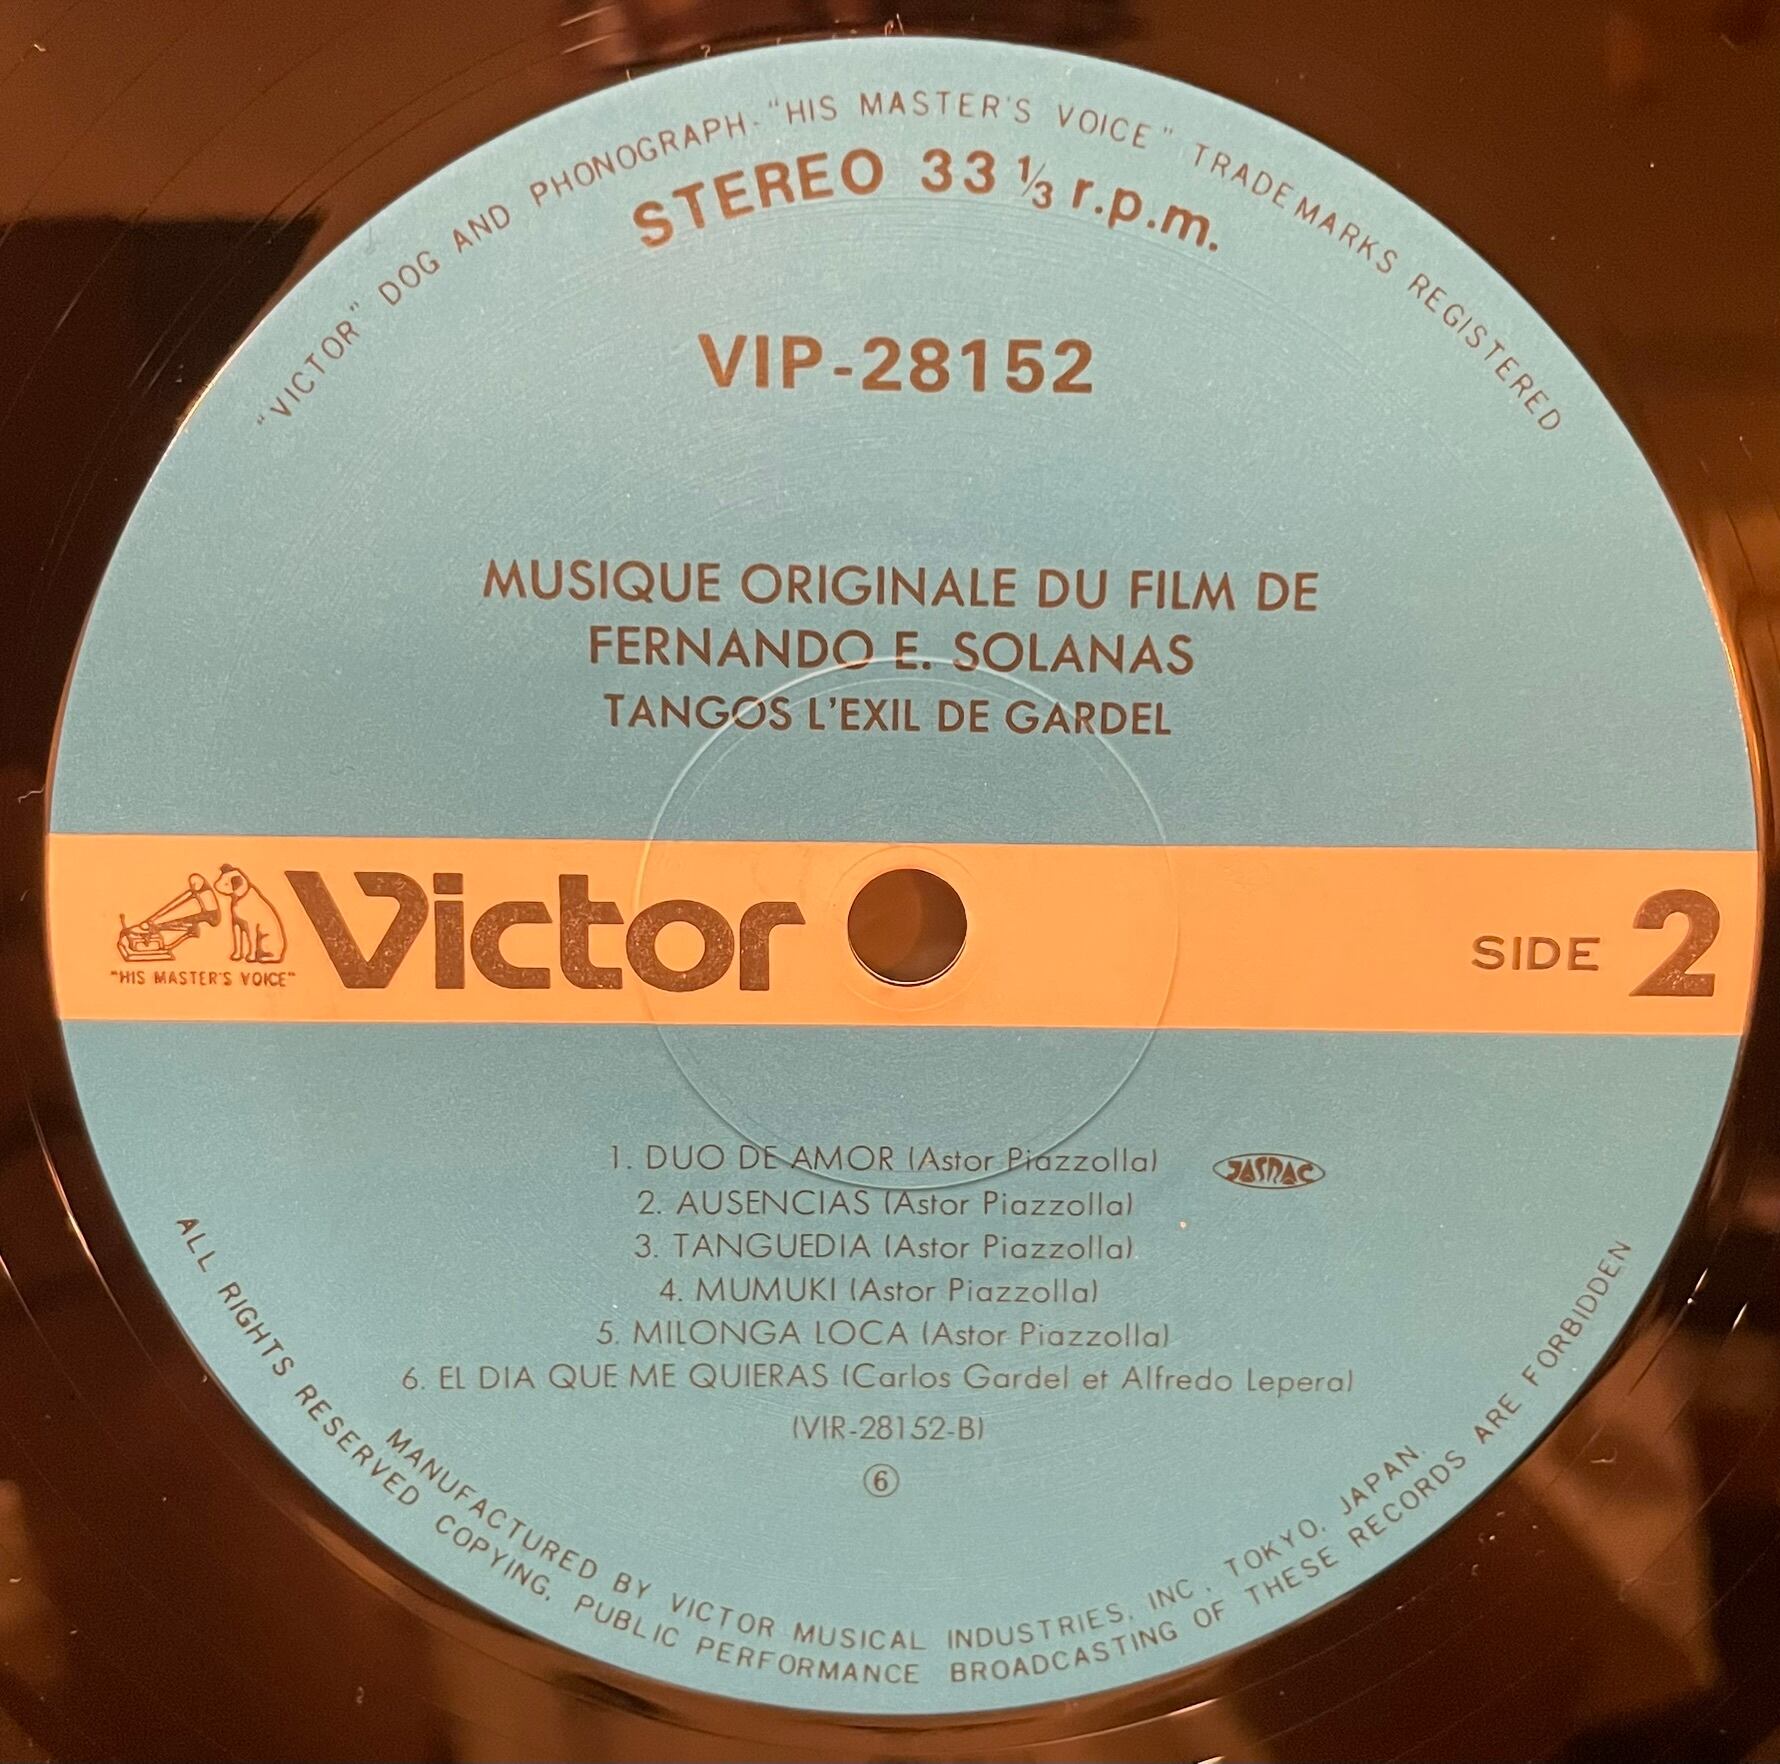 "VICTOR" DOG AND PHONOGRAPH-"HIS MASTER'S VOICE" TRADE MARKS REGISTERED
STEREO 33 1/3 r.p.m.
VIP-28152
MUSIQUE ORIGINALE DU FILM DE
FERNANDO E. SOLANAS
TANGOS L'EXIL DE GARDEL
"HIS MASTER'S VOICE"
Victor
SIDE 2
1. DUO DE AMOR (Astor Piazzolla)
JASRAC
2. AUSENCIAS (Astor Piazzolla)
3. TANGUEDIA (Astor Piazzolla)
4. MUMUKI (Astor Piazzolla)
5. MILONGA LOCA (Astor Piazzolla)
6. EL DIA QUE ME QUIERAS (Carlos Gardel et Alfredo Lepera)
(VIR-28152-B)
⑥
MANUFACTURED BY VICTOR MUSICAL INDUSTRIES, INC. TOKYO, JAPAN.
ALL RIGHTS RESERVED COPYING, PUBLIC PERFORMANCE BROADCASTING OF THESE RECORDS ARE FORBIDDEN